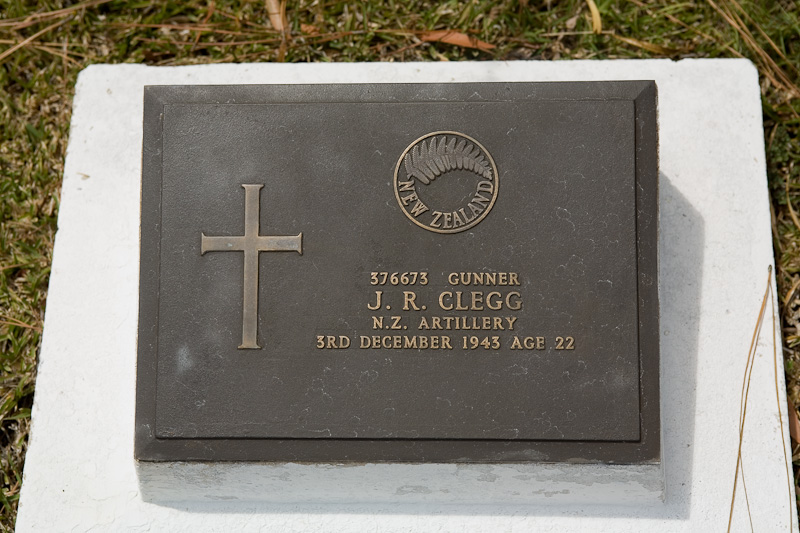 NEW ZEALAND
376673 GUNNER
J. R. CLEGG
N.Z. ARTILLERY
3RD DECEMBER 1943 AGE 22